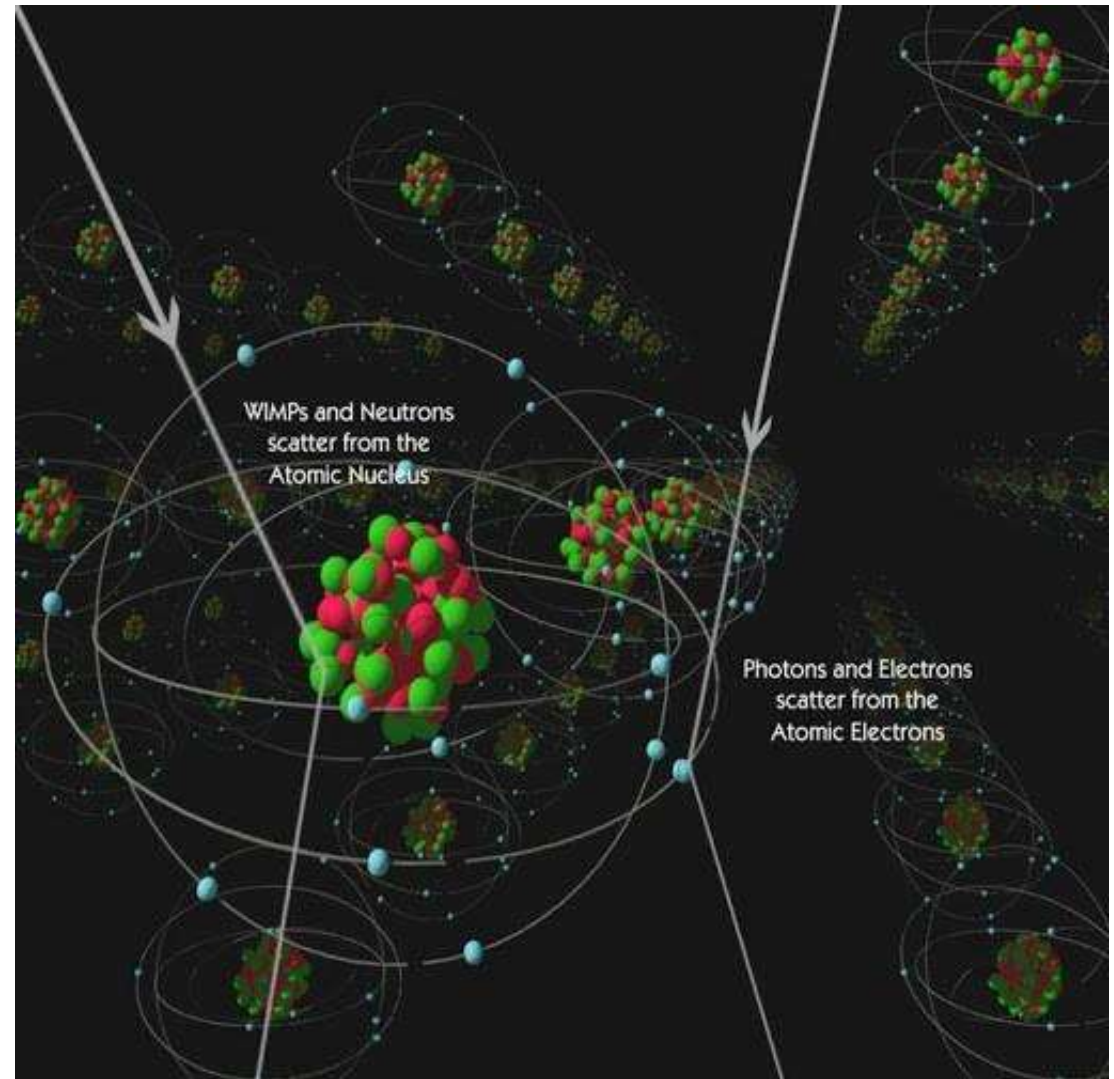 WIMPs and Neutrons
scatter from the
Atomic Nucleus
Photons and Electrons
scatter from the
Atomic Electrons